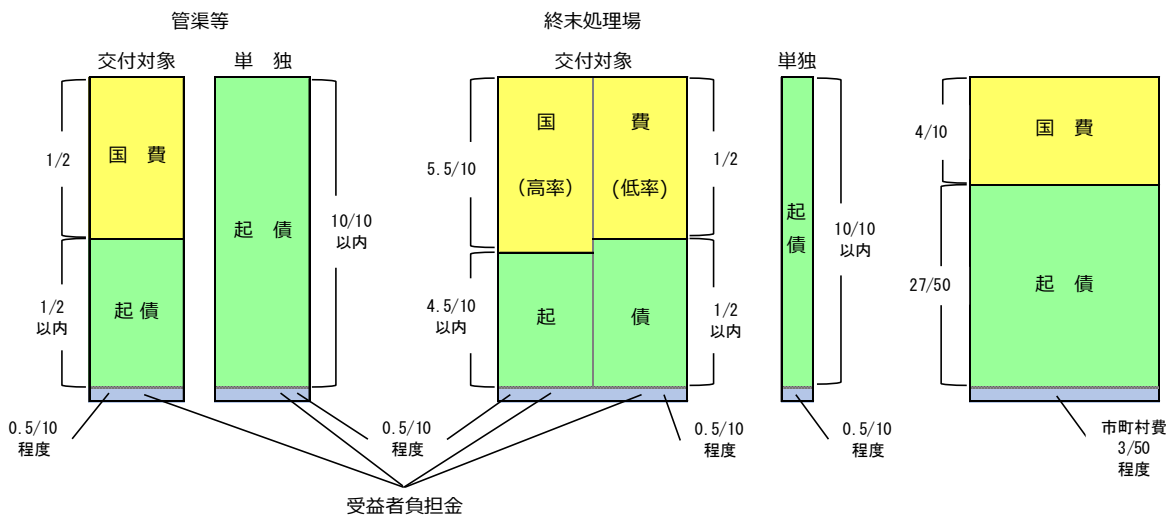 管渠等
終末処理場
交付対象
単 独
交付対象
単独
1/2
国 費
1/2
以内
起 債
0.5/10
程度
起 債
10/10
以内
0.5/10
程度
5.5/10
国 費
(高率)
(低率)
1/2
4.5/10
以内
起 債
1/2
以内
0.5/10
程度
起
債
10/10
以内
0.5/10
程度
4/10
国 費
27/50
起 債
市町村費
3/50
程度
受益者負担金